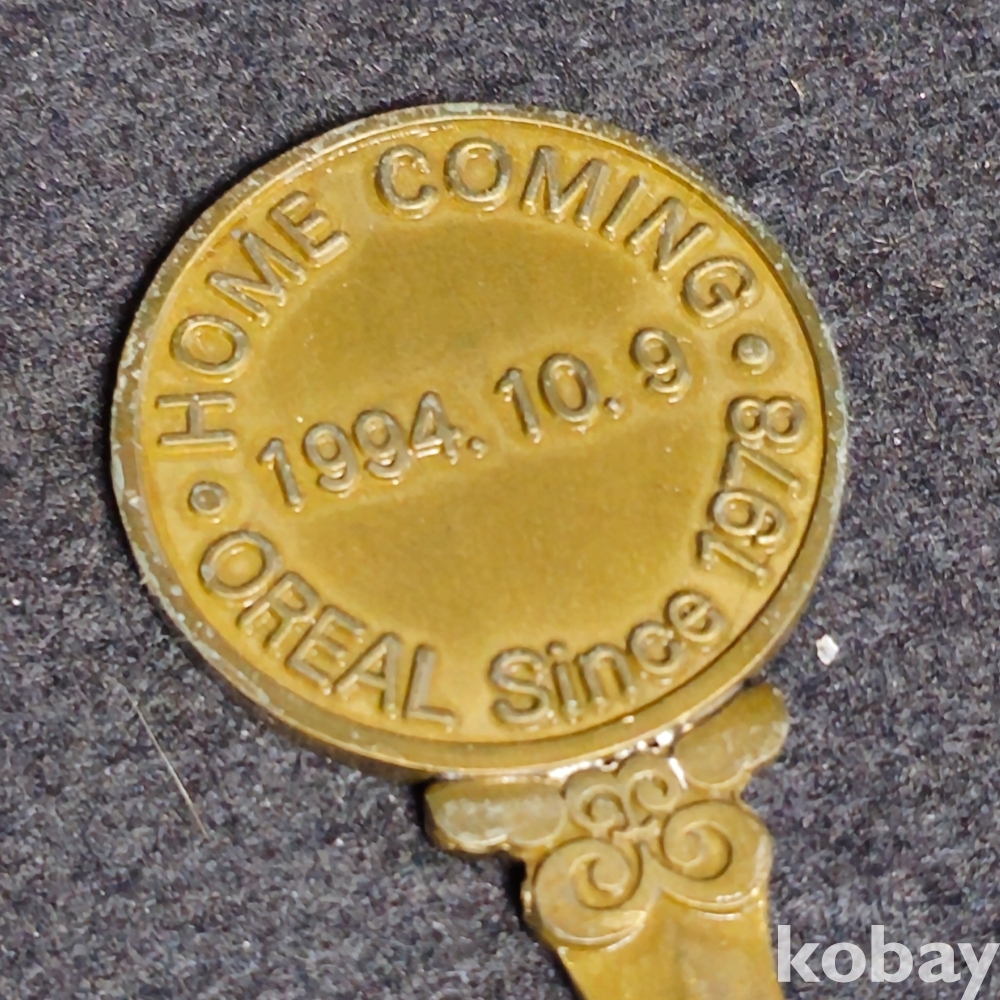 HOME COMING
1994. 10. 9
OREAL Since 1978
kobay